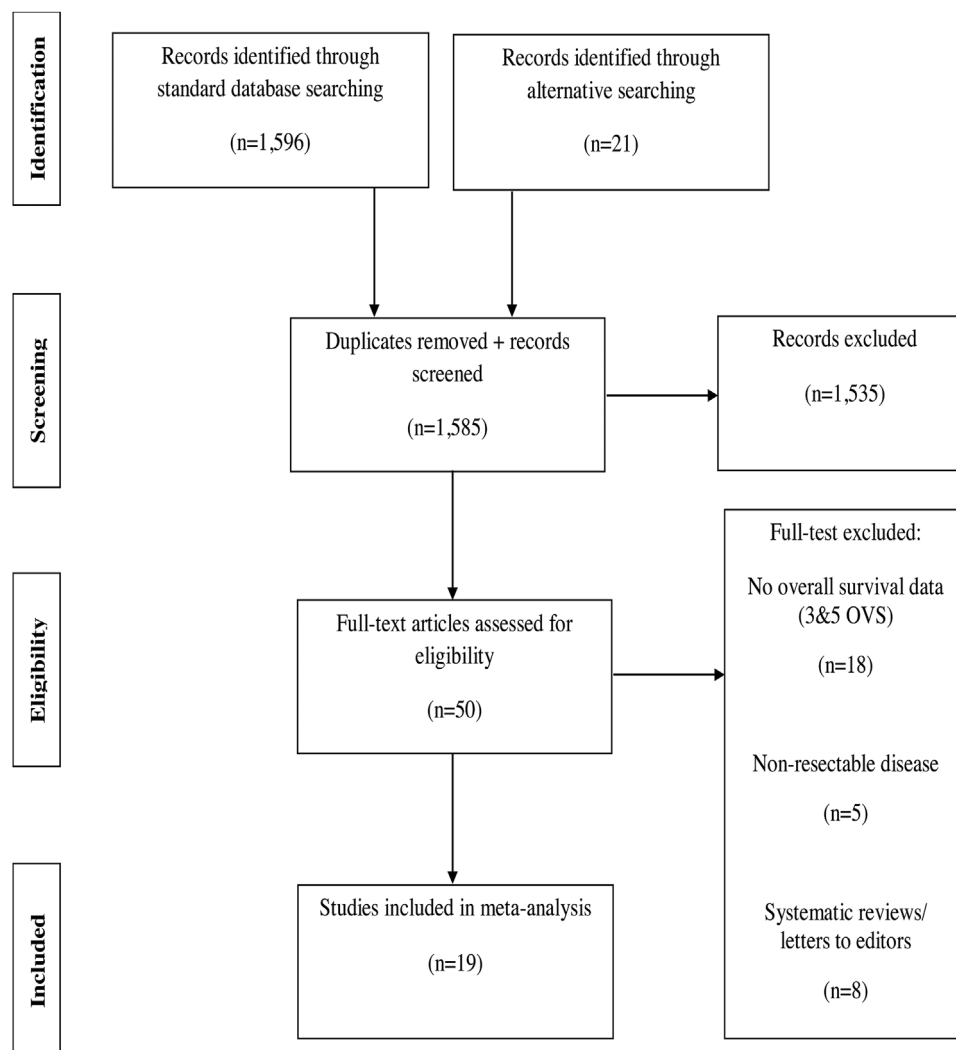 Identification
Records identified through
standard database searching
(n=1,596)
Records identified through
alternative searching
(n=21)
Screening
Duplicates removed + records
screened
(n=1,585)
Records excluded
(n=1,535)
Eligibility
Full-text articles assessed for
eligibility
(n=50)
Full-test excluded:
No overall survival data
(3&5 OVS)
(n=18)
Non-resectable disease
(n=5)
Systematic reviews/
letters to editors
(n=8)
Included
Studies included in meta-analysis
(n=19)